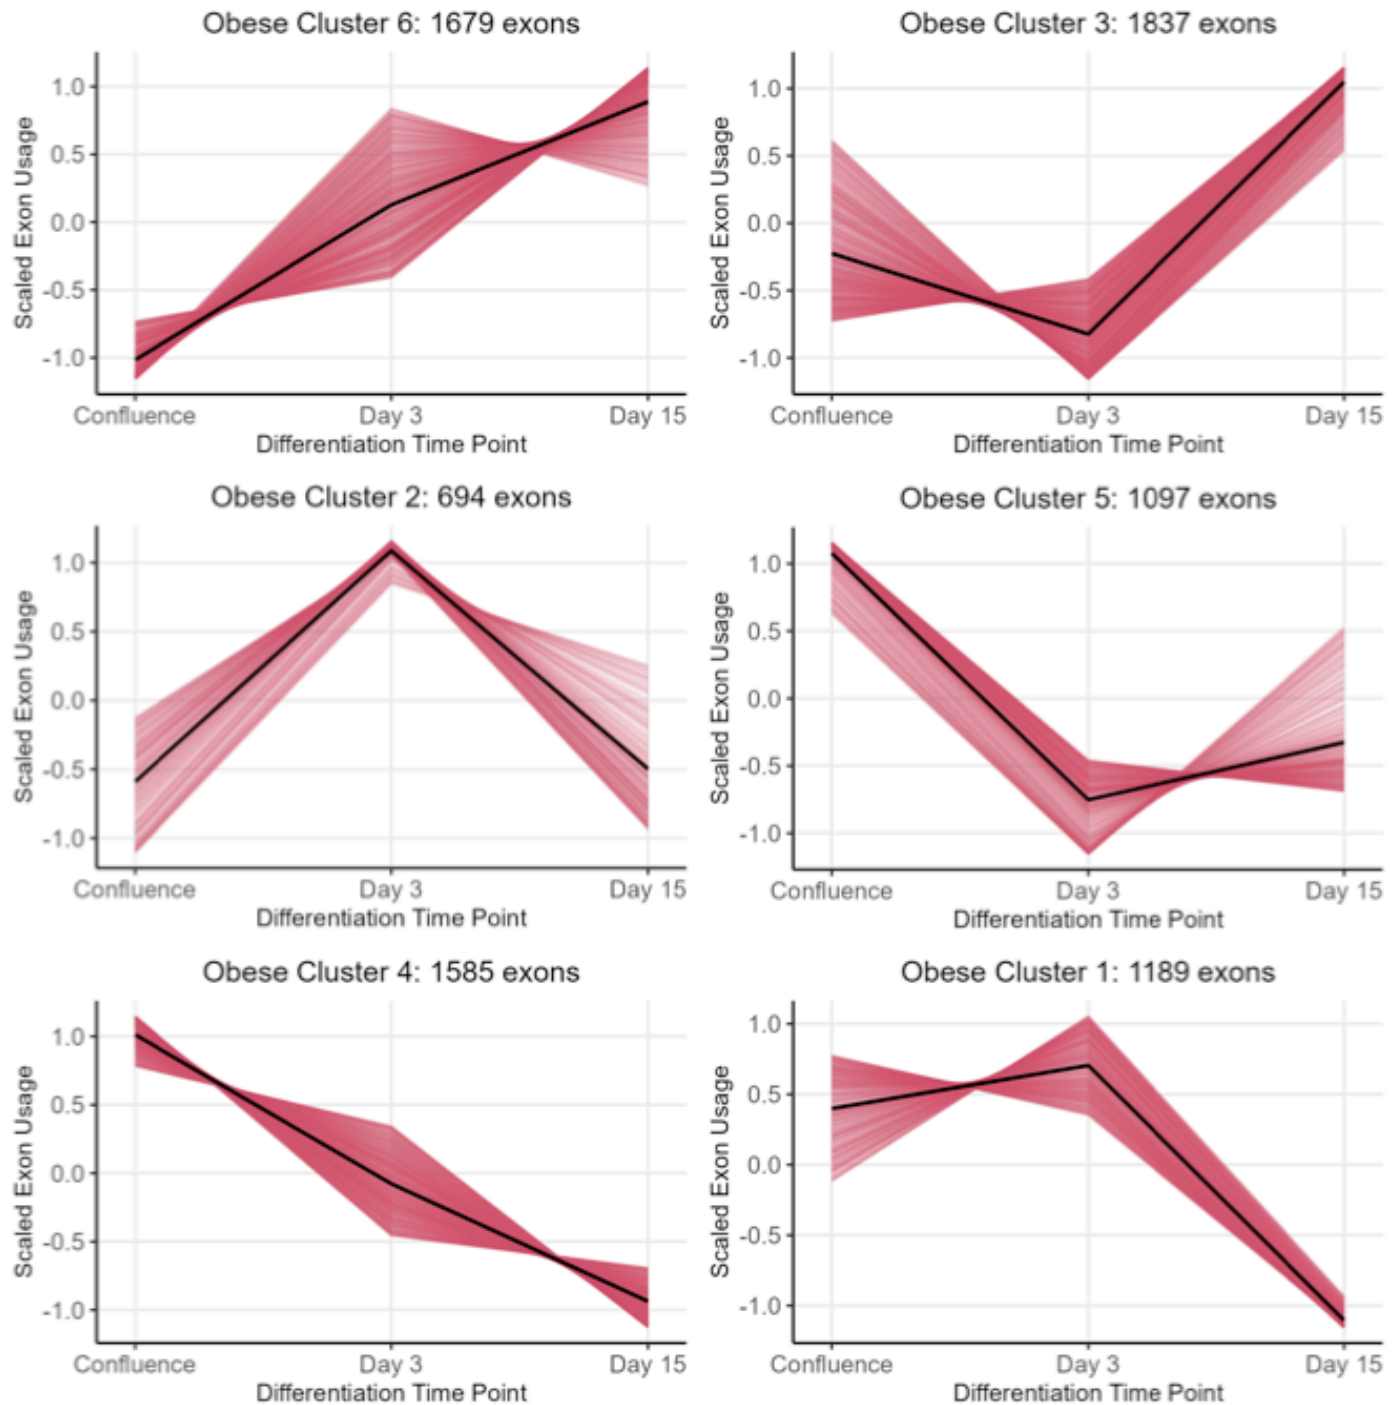 Obese Cluster 6: 1679 exons
Scaled Exon Usage
1.0
0.5
0.0
-0.5
-1.0
Confluence Day 3 Day 15
Differentiation Time Point
Obese Cluster 3: 1837 exons
Scaled Exon Usage
1.0
0.5
0.0
-0.5
-1.0
Confluence Day 3 Day 15
Differentiation Time Point
Obese Cluster 2: 694 exons
Scaled Exon Usage
1.0
0.5
0.0
-0.5
-1.0
Confluence Day 3 Day 15
Differentiation Time Point
Obese Cluster 5: 1097 exons
Scaled Exon Usage
1.0
0.5
0.0
-0.5
-1.0
Confluence Day 3 Day 15
Differentiation Time Point
Obese Cluster 4: 1585 exons
Scaled Exon Usage
1.0
0.5
0.0
-0.5
-1.0
Confluence Day 3 Day 15
Differentiation Time Point
Obese Cluster 1: 1189 exons
Scaled Exon Usage
1.0
0.5
0.0
-0.5
-1.0
Confluence Day 3 Day 15
Differentiation Time Point